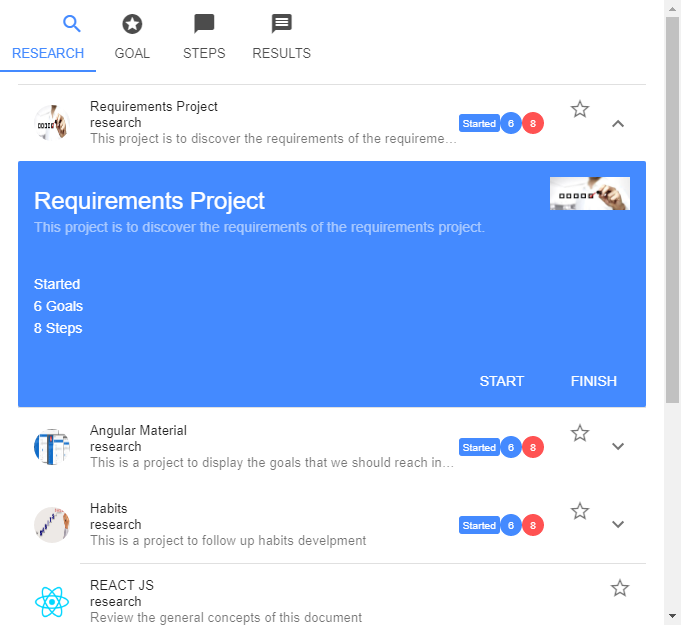 RESEARCH GOAL STEPS RESULTS
Requirements Project
research
This project is to discover the requirements of the requireme...
Started 6 8
Requirements Project
This project is to discover the requirements of the requirements project.
Started
6 Goals
8 Steps
START FINISH
Angular Material
research
This is a project to display the goals that we should reach in...
Started 6 8
Habits
research
This is a project to follow up habits develpment
Started 6 8
REACT JS
research
Review the general concepts of this document